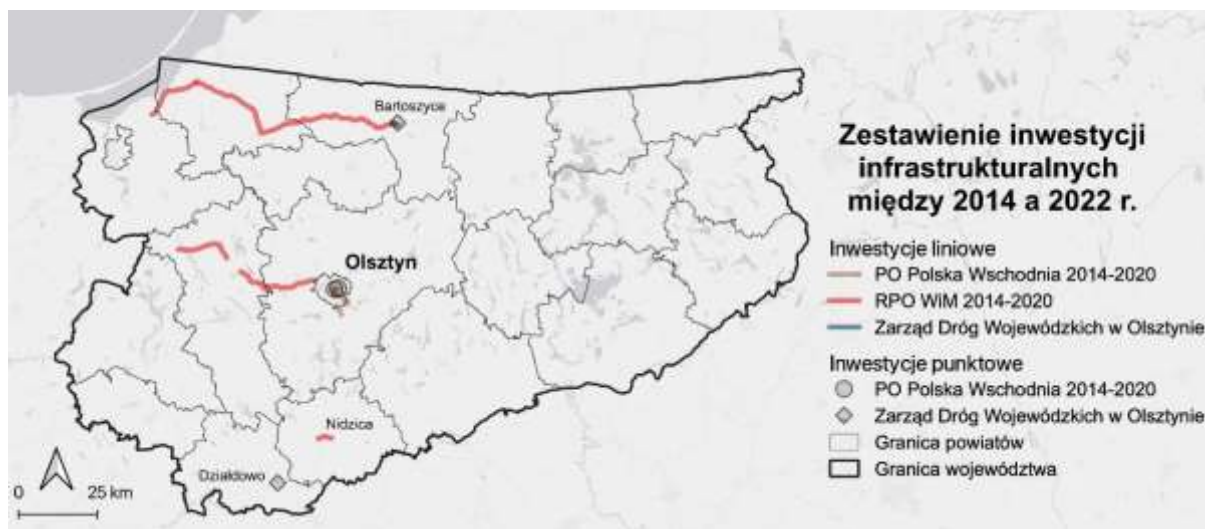 Bartoszyce
Olsztyn
Nidzica
Działdowo
0 25 km
Zestawienie inwestycji
infrastrukturalnych
między 2014 a 2022 r.
Inwestycje liniowe
PO Polska Wschodnia 2014-2020
RPO WiM 2014-2020
Zarząd Dróg Wojewódzkich w Olsztynie
Inwestycje punktowe
PO Polska Wschodnia 2014-2020
Zarząd Dróg Wojewódzkich w Olsztynie
Granica powiatów
Granica województwa